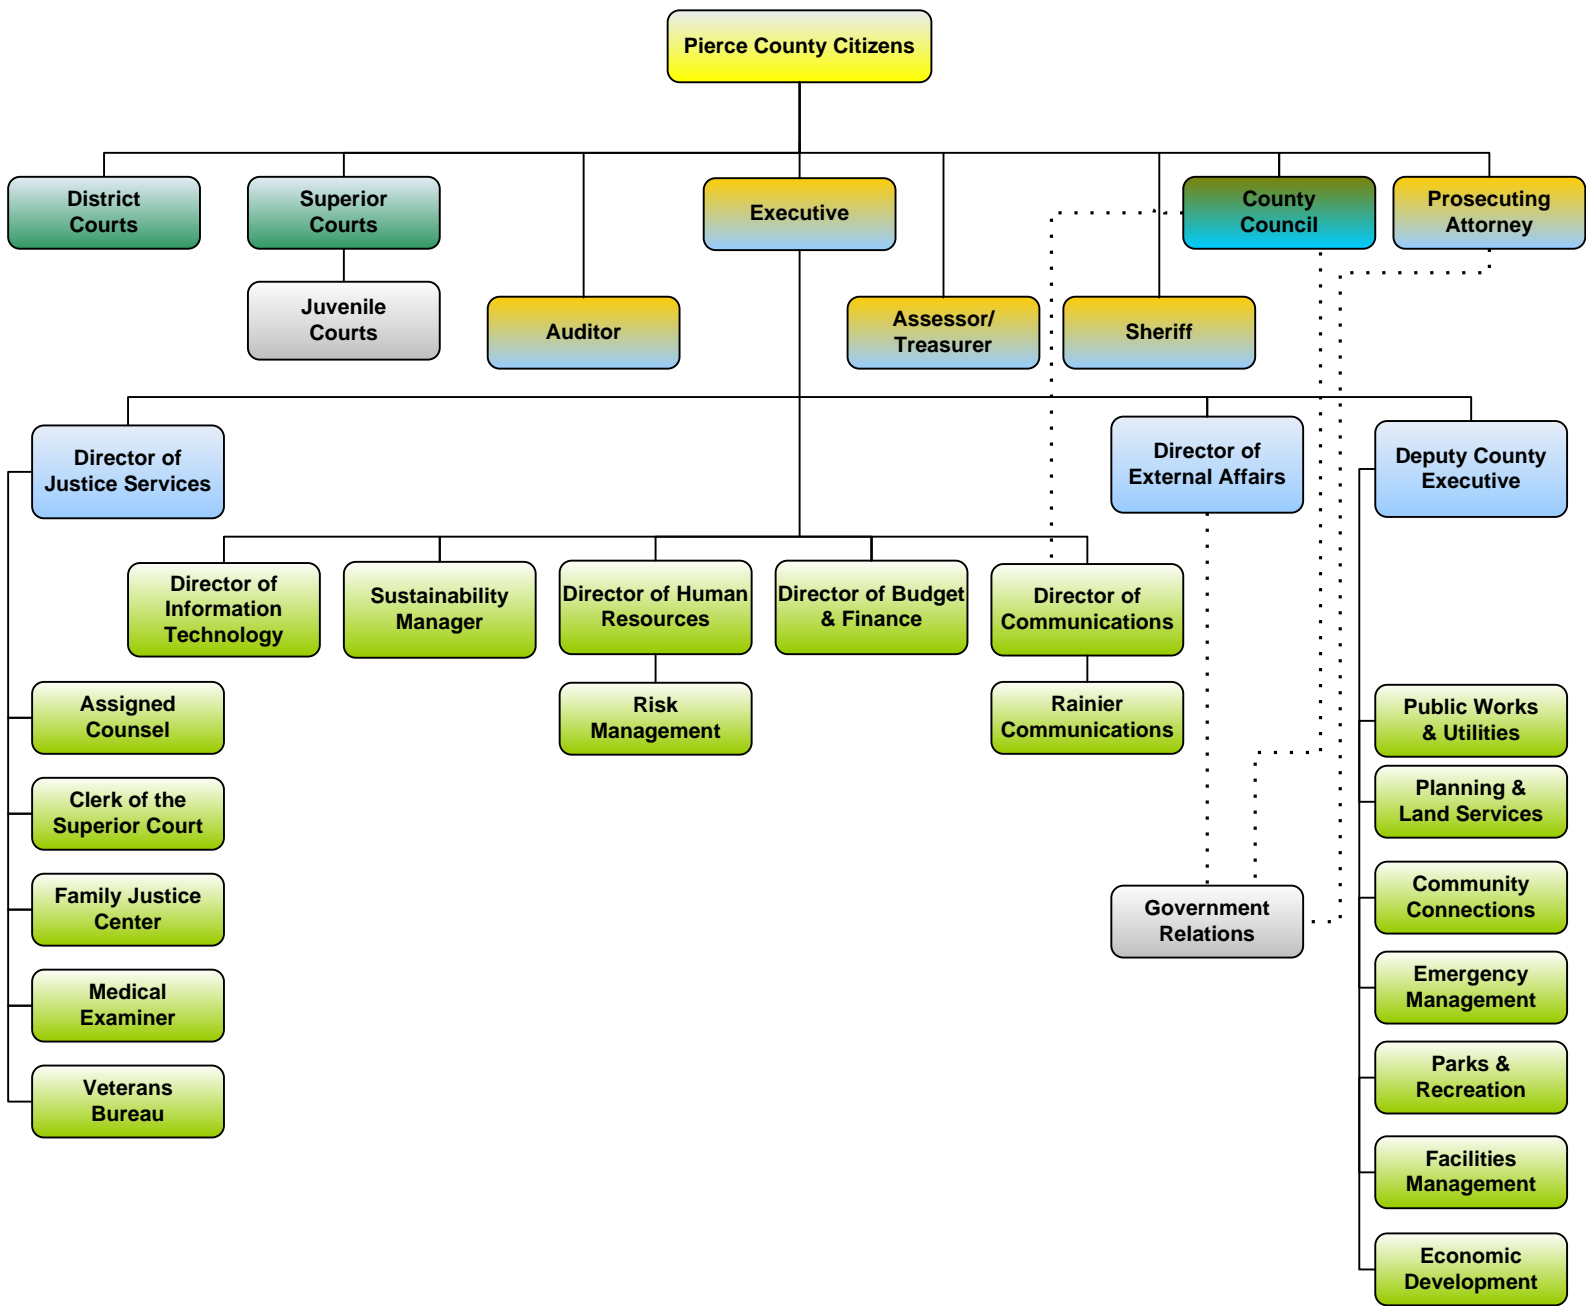 Pierce County Citizens
District
Courts
Superior
Courts
Executive
County
Council
Prosecuting
Attorney
Juvenile
Courts
Auditor
Assessor/
Treasurer
Sheriff
Director of
Justice Services
Director of
External Affairs
Deputy County
Executive
Director of
Information
Technology
Sustainability
Manager
Director of Human
Resources
Director of Budget
& Finance
Director of
Communications
Risk
Management
Rainier
Communications
Assigned
Counsel
Clerk of the
Superior Court
Family Justice
Center
Medical
Examiner
Veterans
Bureau
Government
Relations
Public Works
& Utilities
Planning &
Land Services
Community
Connections
Emergency
Management
Parks &
Recreation
Facilities
Management
Economic
Development